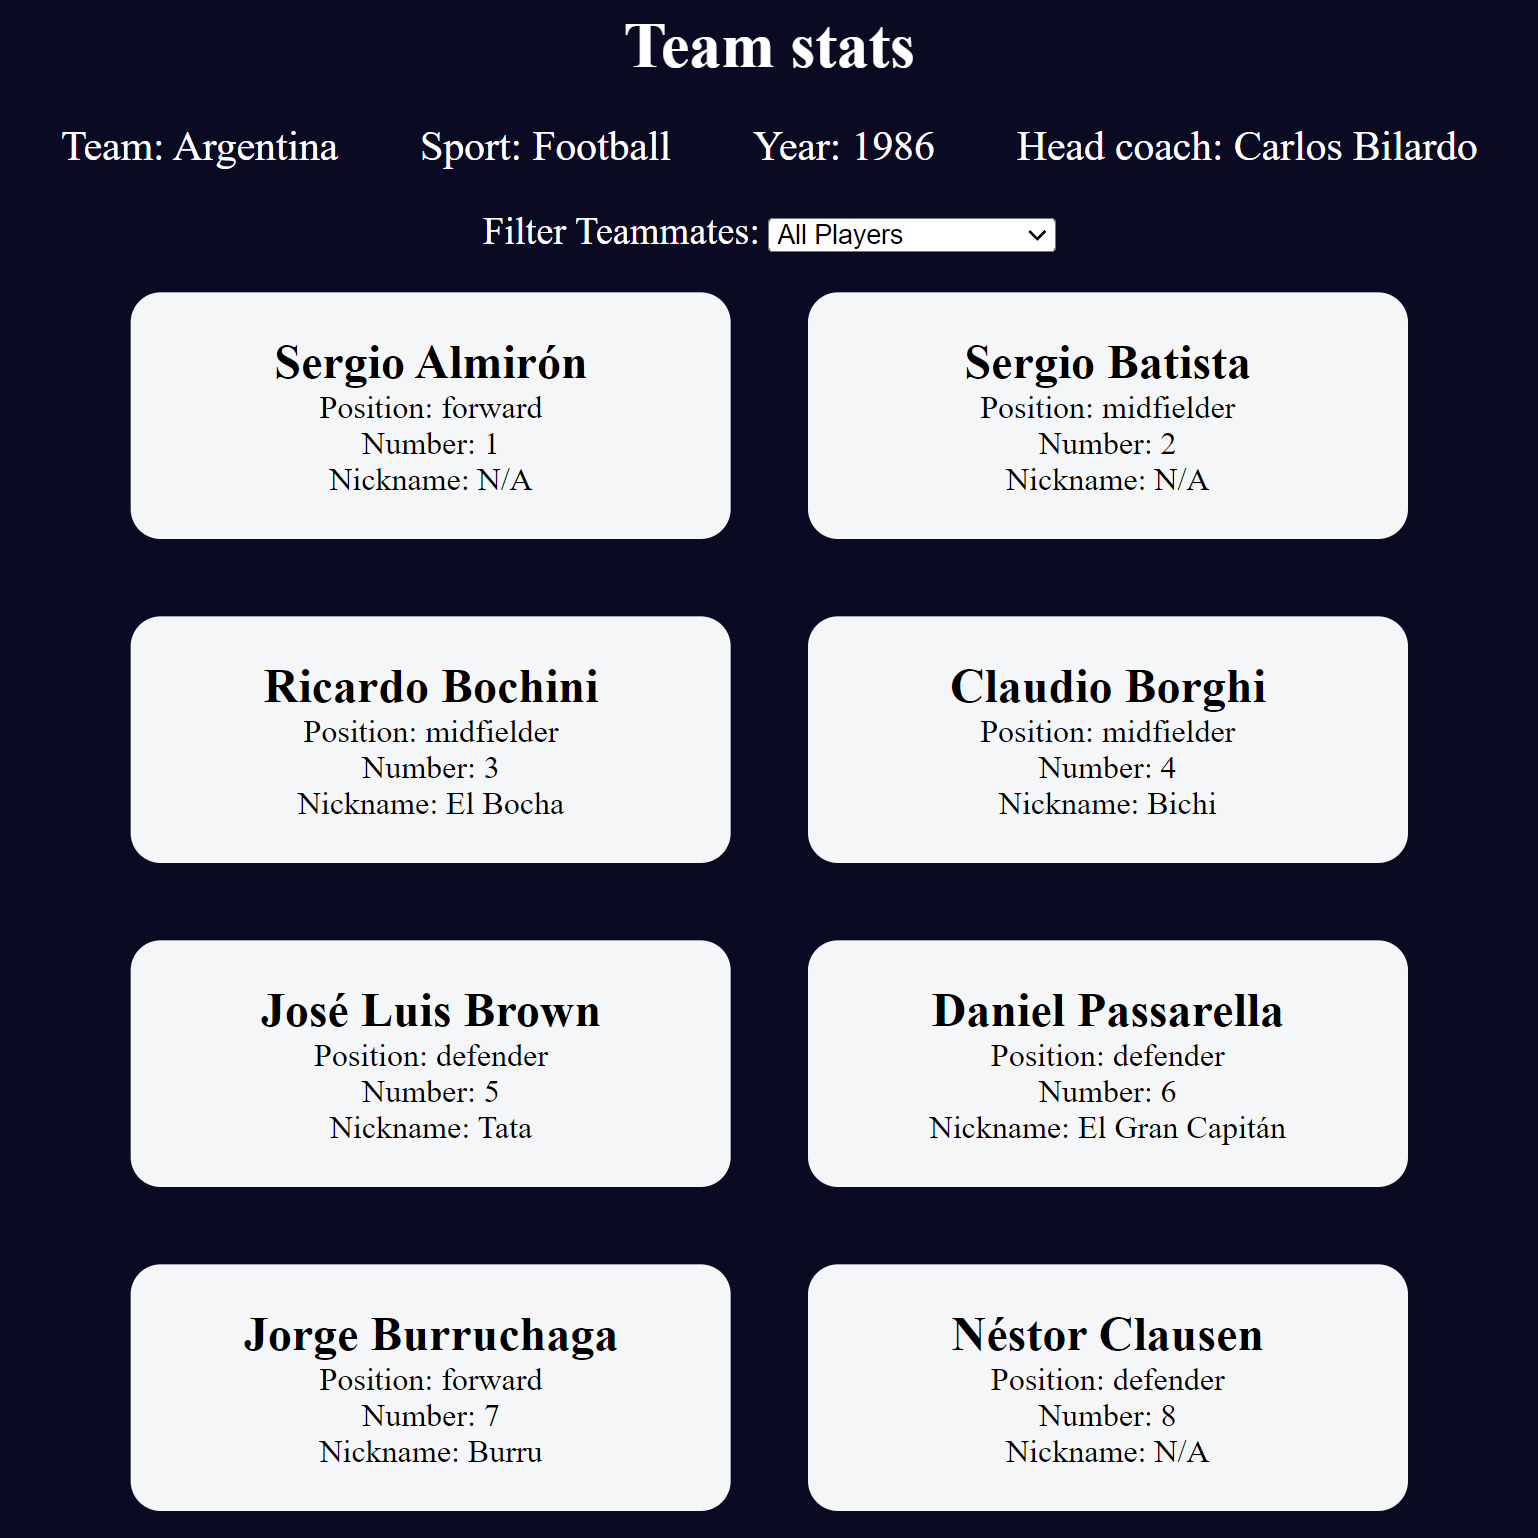 Team stats
Team: Argentina Sport: Football Year: 1986 Head coach: Carlos Bilardo
Filter Teammates: All Players
Sergio Almirón
Position: forward
Number: 1
Nickname: N/A
Sergio Batista
Position: midfielder
Number: 2
Nickname: N/A
Ricardo Bochini
Position: midfielder
Number: 3
Nickname: El Bocha
Claudio Borghi
Position: midfielder
Number: 4
Nickname: Bichi
José Luis Brown
Position: defender
Number: 5
Nickname: Tata
Daniel Passarella
Position: defender
Number: 6
Nickname: El Gran Capitán
Jorge Burruchaga
Position: forward
Number: 7
Nickname: Burru
Néstor Clausen
Position: defender
Number: 8
Nickname: N/A